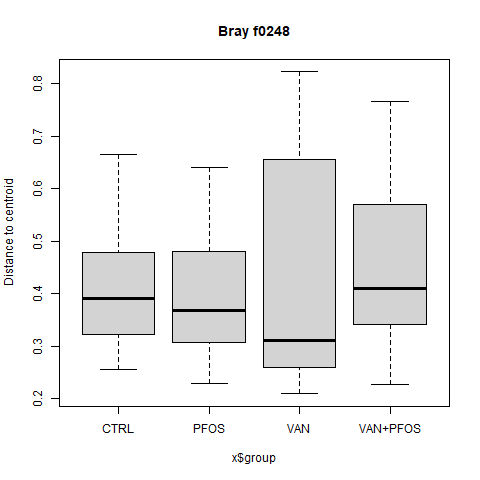 Bray f0248
Distance to centroid
0.8
0.7
0.6
0.5
0.4
0.3
0.2
CTRL PFOS VAN VAN+PFOS
x$group